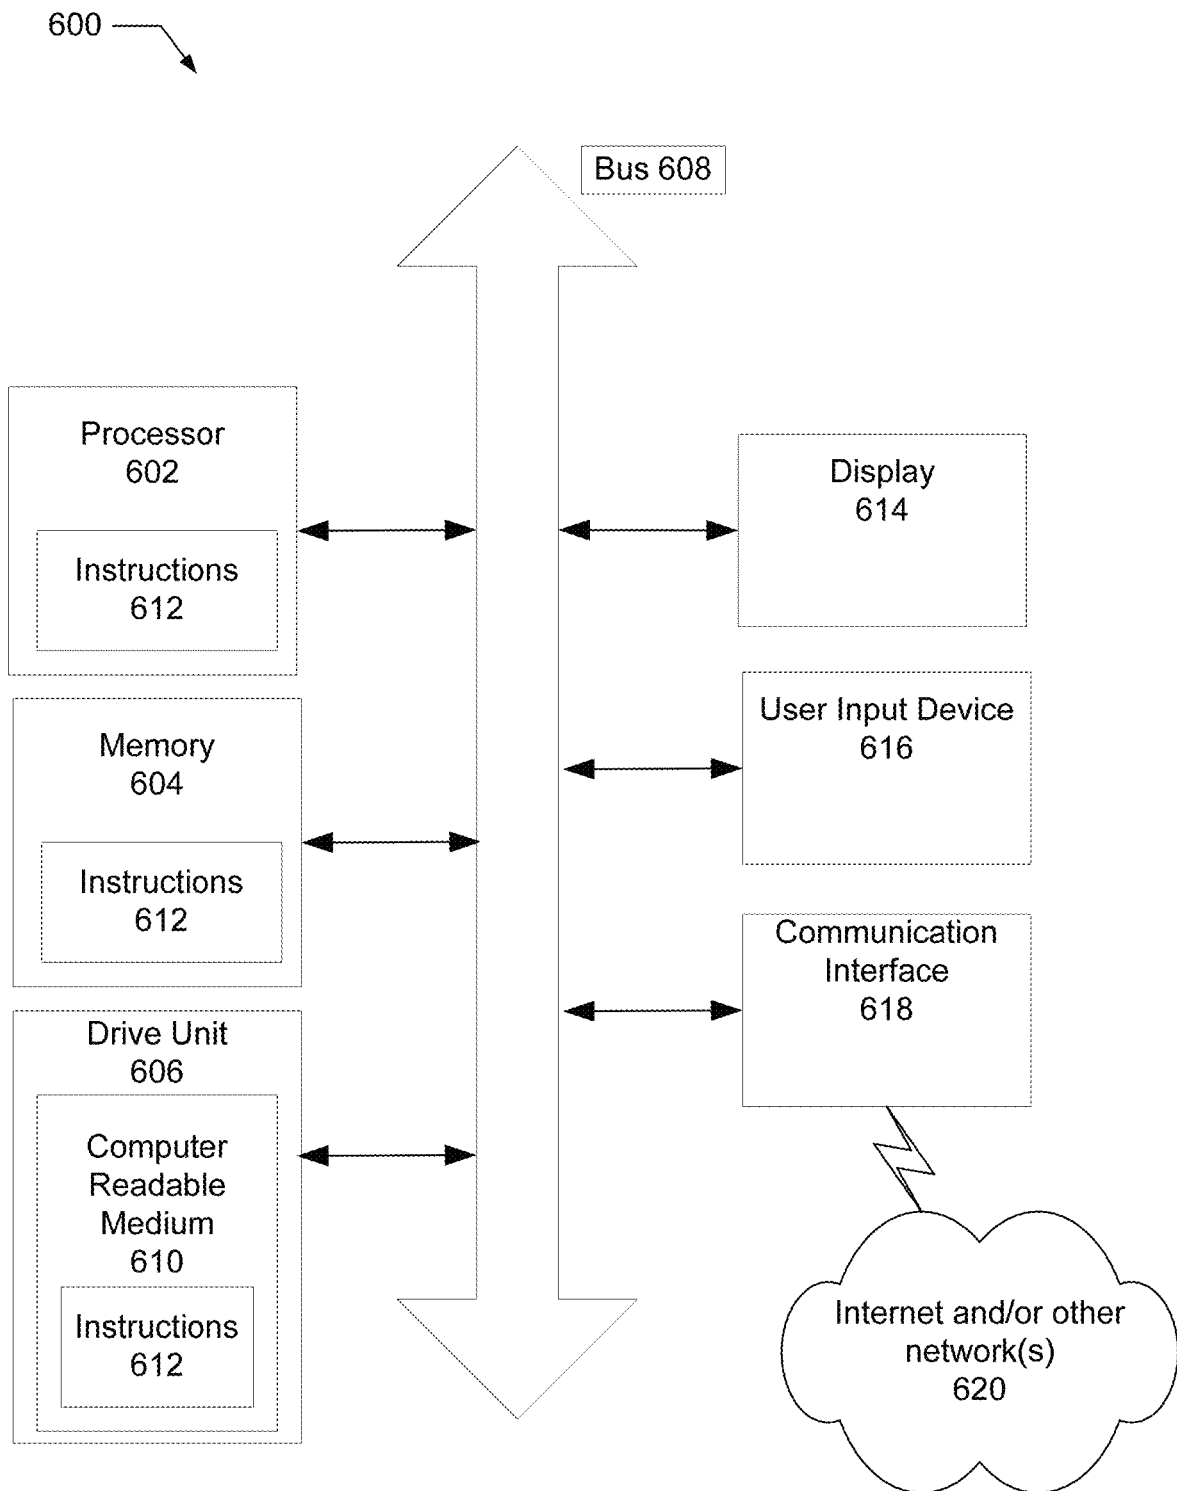 600
Bus 608
Processor
602
Instructions
612
Memory
604
Instructions
612
Drive Unit
606
Computer
Readable
Medium
610
Instructions
612
Display
614
User Input Device
616
Communication
Interface
618
Internet and/or other
network(s)
620